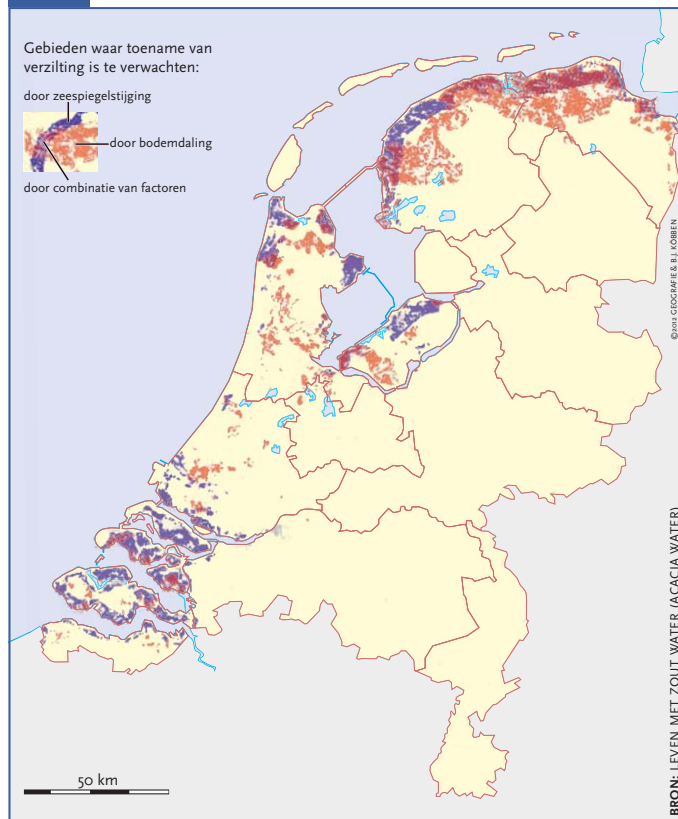 Gebieden waar toename van
verzilting is te verwachten:
door zeespiegelstijging
door bodemdaling
door combinatie van factoren
50 km
©2012 GEOGRAFIE & B.J. KÖBBEN
BRON: LEVEN MET ZOUT WATER (ACACIA WATER)